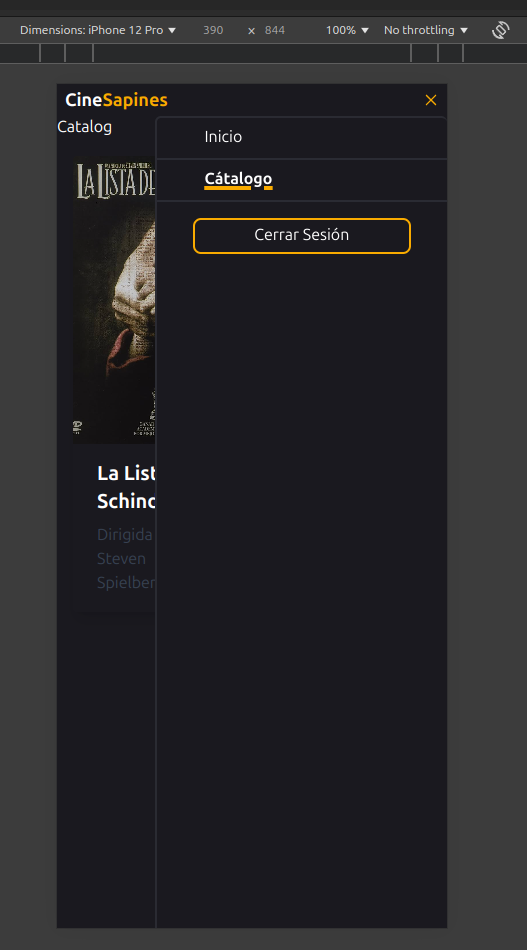 Dimensions: iPhone 12 Pro ▼ 390 x 844 100% ▼ No throttling ▼
CineSapines
Catalog
Inicio
Cátalogo
Cerrar Sesión
LA LISTA DE
La List
Schind
Dirigida
Steven
Spielber